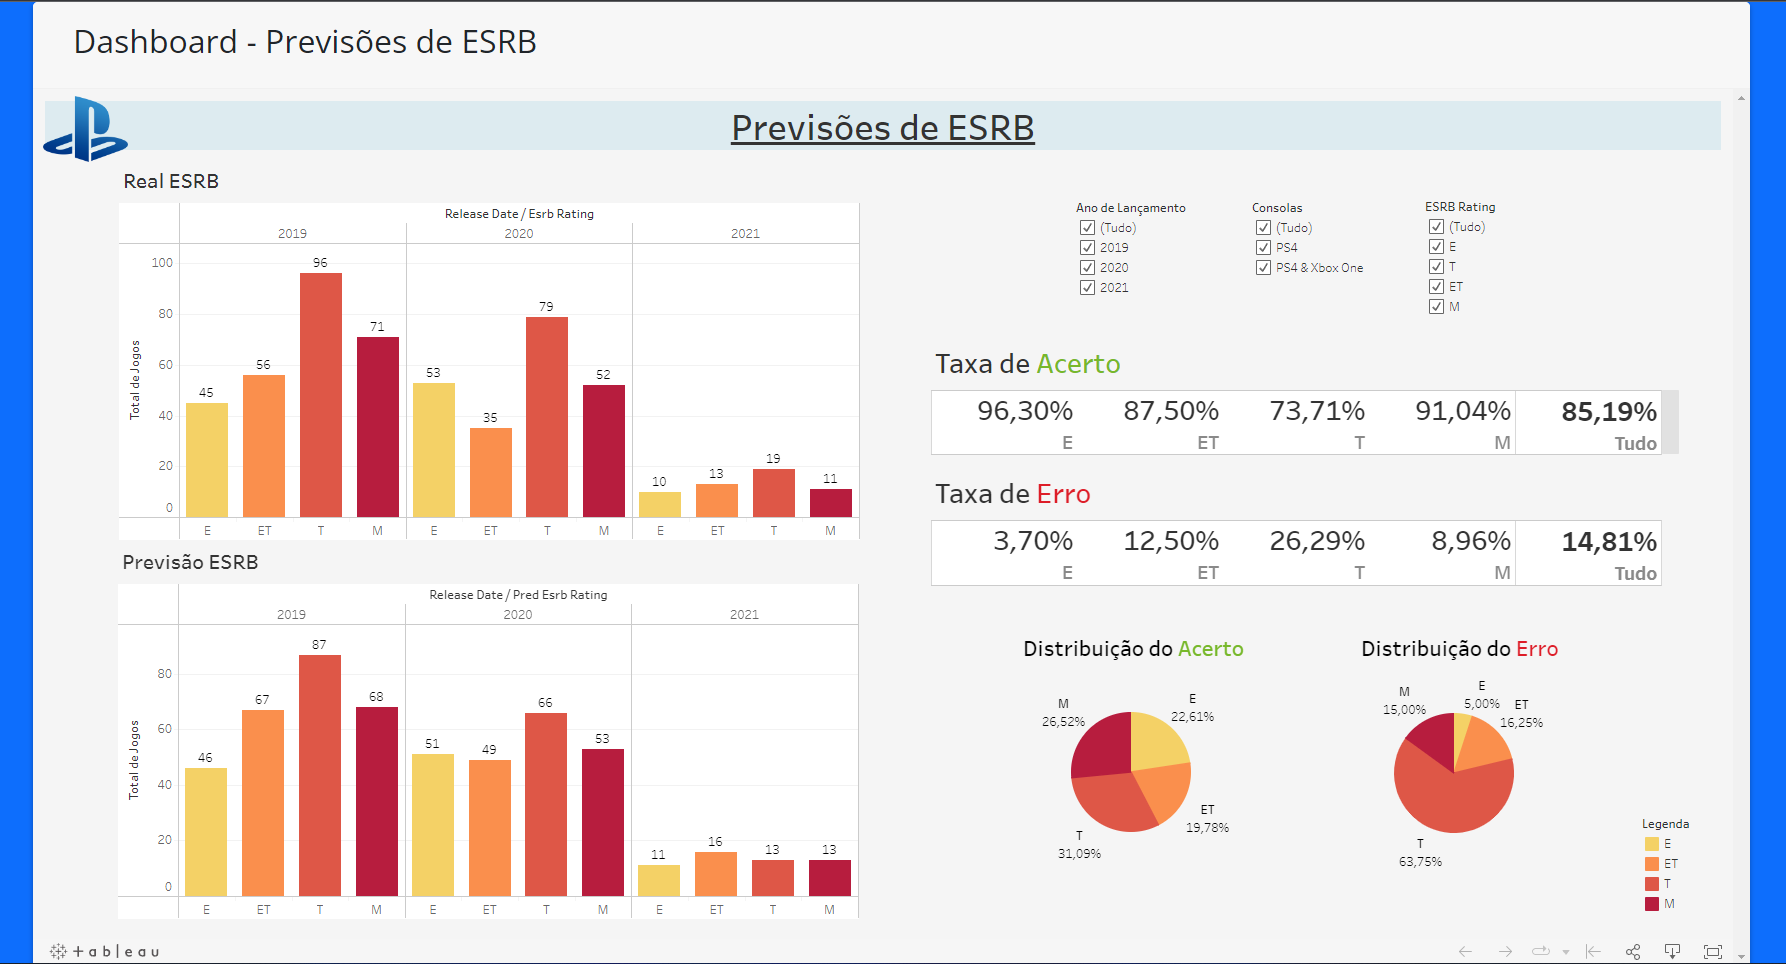 Dashboard - Previsões de ESRB
Previsões de ESRB
Real ESRB
Release Date / Esrb Rating
2019 2020 2021
Total de Jogos
100
80
60
40
20
0
45 56 96 71 53 35 79 52 10 13 19 11
E ET T M E ET T M E ET T M
Previsão ESRB
Release Date / Pred Esrb Rating
2019 2020 2021
Total de Jogos
80
60
40
20
0
46 67 87 68 51 49 66 53 11 16 13 13
E ET T M E ET T M E ET T M
Ano de Lançamento
(Tudo)
2019
2020
2021
Consolas
(Tudo)
PS4
PS4 & Xbox One
ESRB Rating
(Tudo)
E
T
ET
M
Taxa de Acerto
96,30% 87,50% 73,71% 91,04% 85,19%
E ET T M Tudo
Taxa de Erro
3,70% 12,50% 26,29% 8,96% 14,81%
E ET T M Tudo
Distribuição do Acerto
M
26,52%
E
22,61%
ET
19,78%
T
31,09%
Distribuição do Erro
M
15,00%
E
5,00%
ET
16,25%
T
63,75%
Legenda
E
ET
T
M
+ a b l e a u